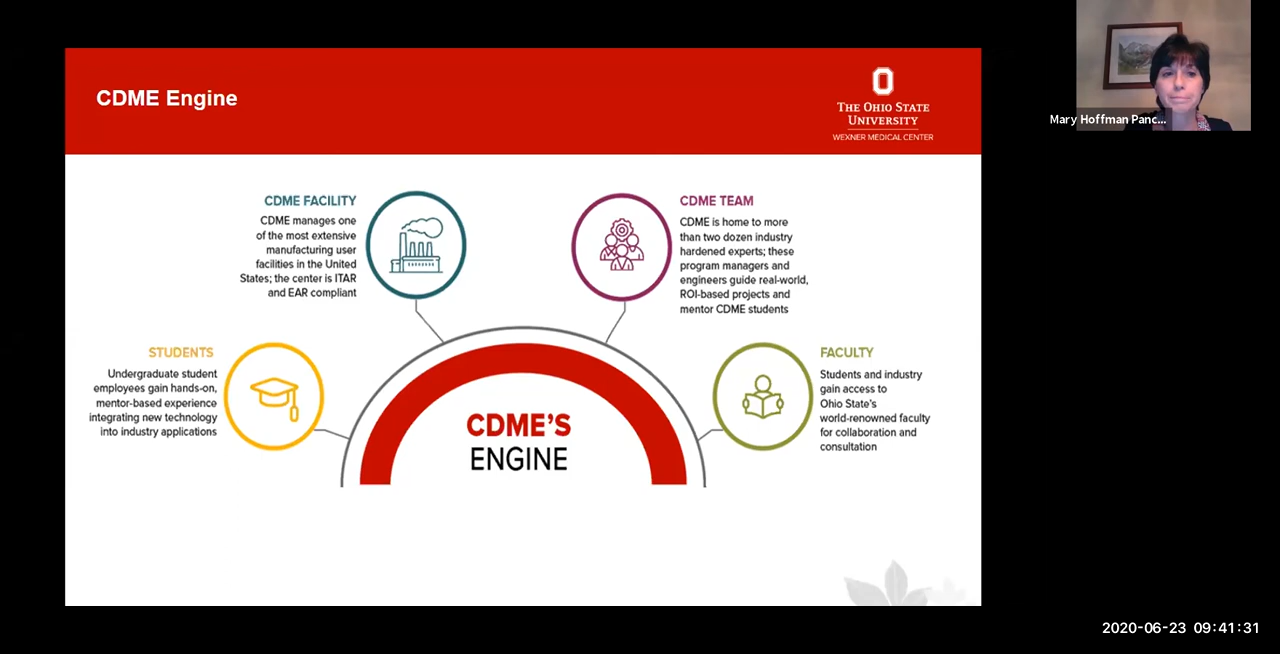 CDME Engine
THE OHIO STATE
UNIVERSITY
WEXNER MEDICAL CENTER
Mary Hoffman Panc...
CDME FACILITY
CDME manages one
of the most extensive
manufacturing user
facilities in the United
States; the center is ITAR
and EAR compliant
CDME TEAM
CDME is home to more
than two dozen industry
hardened experts; these
program managers and
engineers guide real-world,
ROI-based projects and
mentor CDME students
STUDENTS
Undergraduate student
employees gain hands-on,
mentor-based experience
integrating new technology
into industry applications
FACULTY
Students and industry
gain access to
Ohio State's
world-renowned faculty
for collaboration and
consultation
CDME'S
ENGINE
2020-06-23 09:41:31